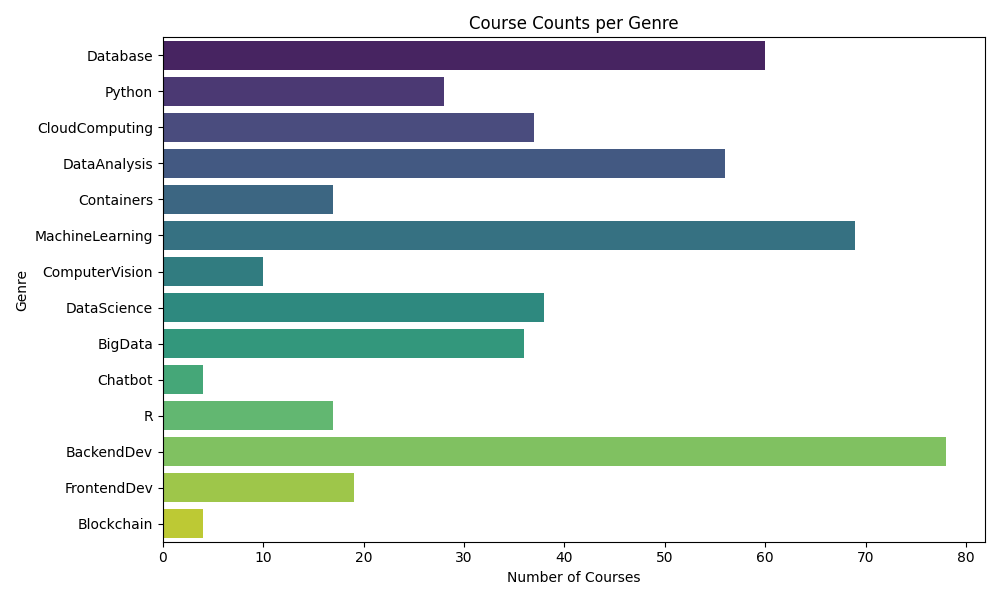 Course Counts per Genre
Database
Python
CloudComputing
DataAnalysis
Containers
MachineLearning
ComputerVision
DataScience
BigData
Chatbot
R
BackendDev
FrontendDev
Blockchain
Genre
0 10 20 30 40 50 60 70 80
Number of Courses